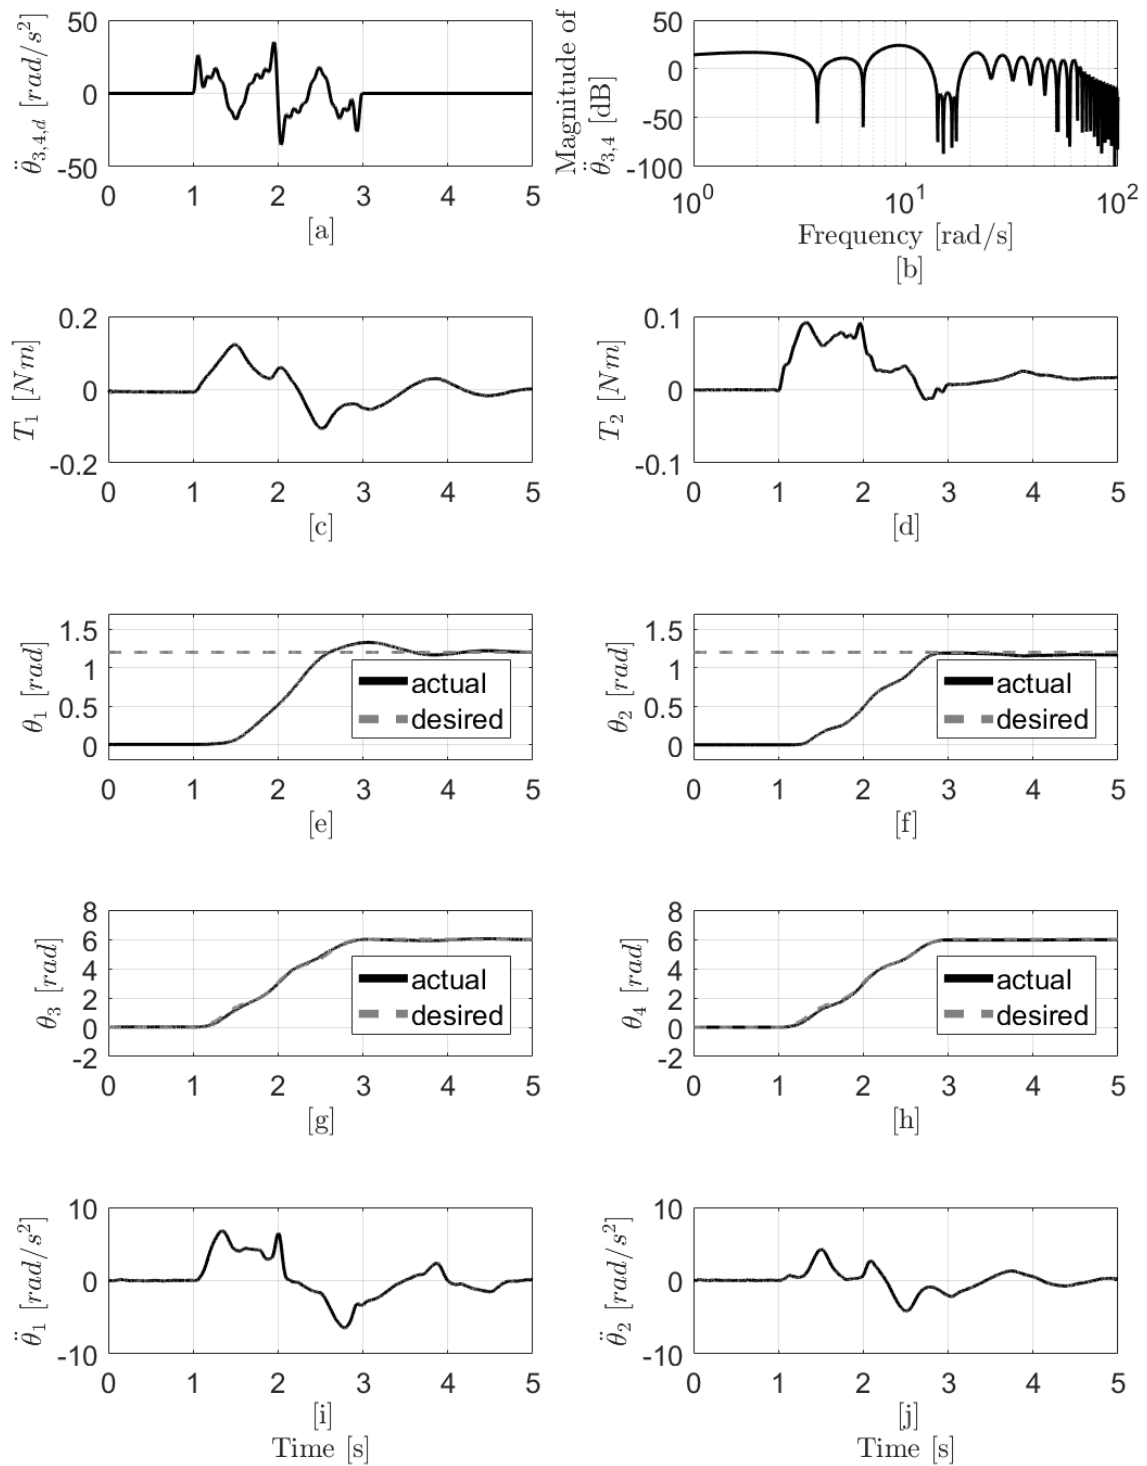 50
0
-50
θ̈₃,₄,d [rad/s²]
0 1 2 3 4 5
[a]
50
0
-50
-100
Magnitude of
θ̈₃,₄ [dB]
10⁰ 10¹ 10²
Frequency [rad/s]
[b]
0.2
0
-0.2
T₁ [Nm]
0 1 2 3 4 5
[c]
0.1
0
-0.1
T₂ [Nm]
0 1 2 3 4 5
[d]
1.5
1
0.5
0
θ₁ [rad]
actual
desired
0 1 2 3 4 5
[e]
1.5
1
0.5
0
θ₂ [rad]
actual
desired
0 1 2 3 4 5
[f]
8
6
4
2
0
-2
θ₃ [rad]
actual
desired
0 1 2 3 4 5
[g]
8
6
4
2
0
-2
θ₄ [rad]
actual
desired
0 1 2 3 4 5
[h]
10
0
-10
θ̈₁ [rad/s²]
0 1 2 3 4 5
[i]
Time [s]
10
0
-10
θ̈₂ [rad/s²]
0 1 2 3 4 5
[j]
Time [s]